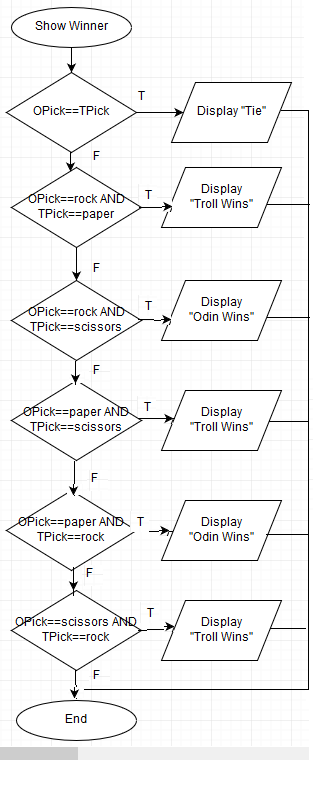 Show Winner
OPick==TPick
T
Display "Tie"
F
OPick==rock AND
TPick==paper
T
Display
"Troll Wins"
F
OPick==rock AND
TPick==scissors
T
Display
"Odin Wins"
F
OPick==paper AND
TPick==scissors
T
Display
"Troll Wins"
F
OPick==paper AND
TPick==rock
T
Display
"Odin Wins"
F
OPick==scissors AND
TPick==rock
T
Display
"Troll Wins"
F
End